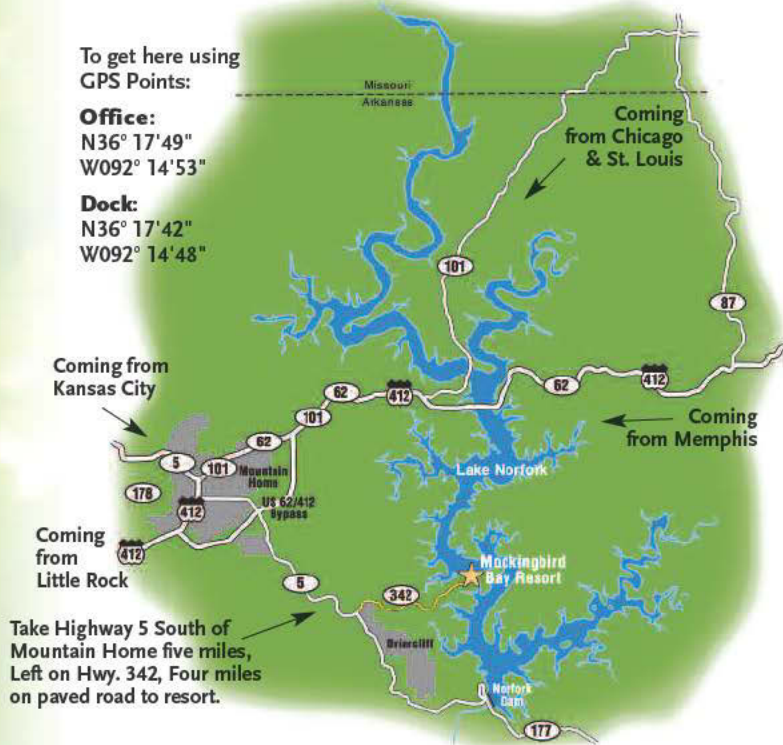 To get here using
GPS Points:
Office:
N36° 17'49"
W092° 14'53"
Dock:
N36° 17'42"
W092° 14'48"
Missouri
Arkansas
Coming
from Chicago
& St. Louis
101
87
Coming from
Kansas City
62
412
62
412
101
62
Coming
from Memphis
5
101
Mountain
Home
Lake Norfork
178
412
US 62/412
Bypass
Coming
from
Little Rock
412
Mockingbird
Bay Resort
5
342
Take Highway 5 South of
Mountain Home five miles,
Left on Hwy. 342, Four miles
on paved road to resort.
Briarcliff
Norfork
Dam
177